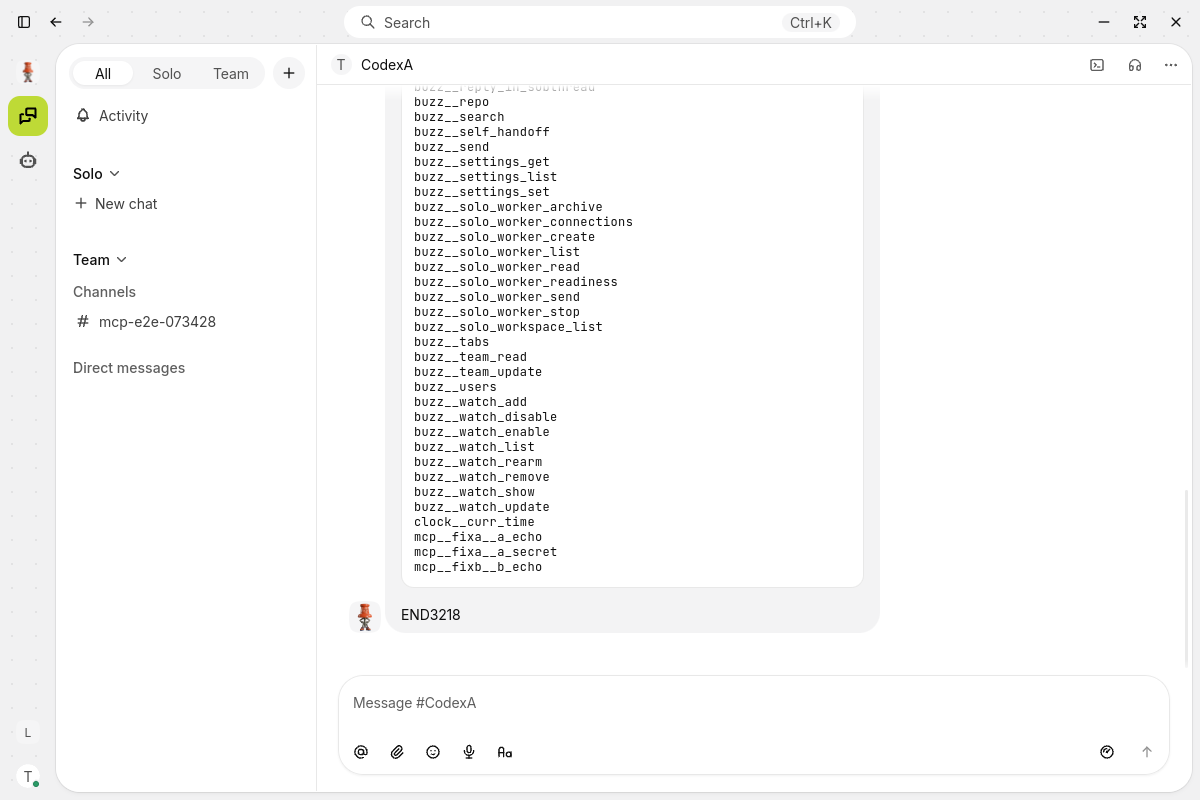 Search
Ctrl+K
All
Solo
Team
T
CodexA
Activity
Solo
New chat
Team
Channels
# mcp-e2e-073428
Direct messages
buzz__reply_in_subthread
buzz__repo
buzz__search
buzz__self_handoff
buzz__send
buzz__settings_get
buzz__settings_list
buzz__settings_set
buzz__solo_worker_archive
buzz__solo_worker_connections
buzz__solo_worker_create
buzz__solo_worker_list
buzz__solo_worker_read
buzz__solo_worker_readiness
buzz__solo_worker_send
buzz__solo_worker_stop
buzz__solo_workspace_list
buzz__tabs
buzz__team_read
buzz__team_update
buzz__users
buzz__watch_add
buzz__watch_disable
buzz__watch_enable
buzz__watch_list
buzz__watch_rearm
buzz__watch_remove
buzz__watch_show
buzz__watch_update
clock__curr_time
mcp__fixa__a_echo
mcp__fixa__a_secret
mcp__fixb__b_echo
END3218
Message #CodexA
Aa
L
T